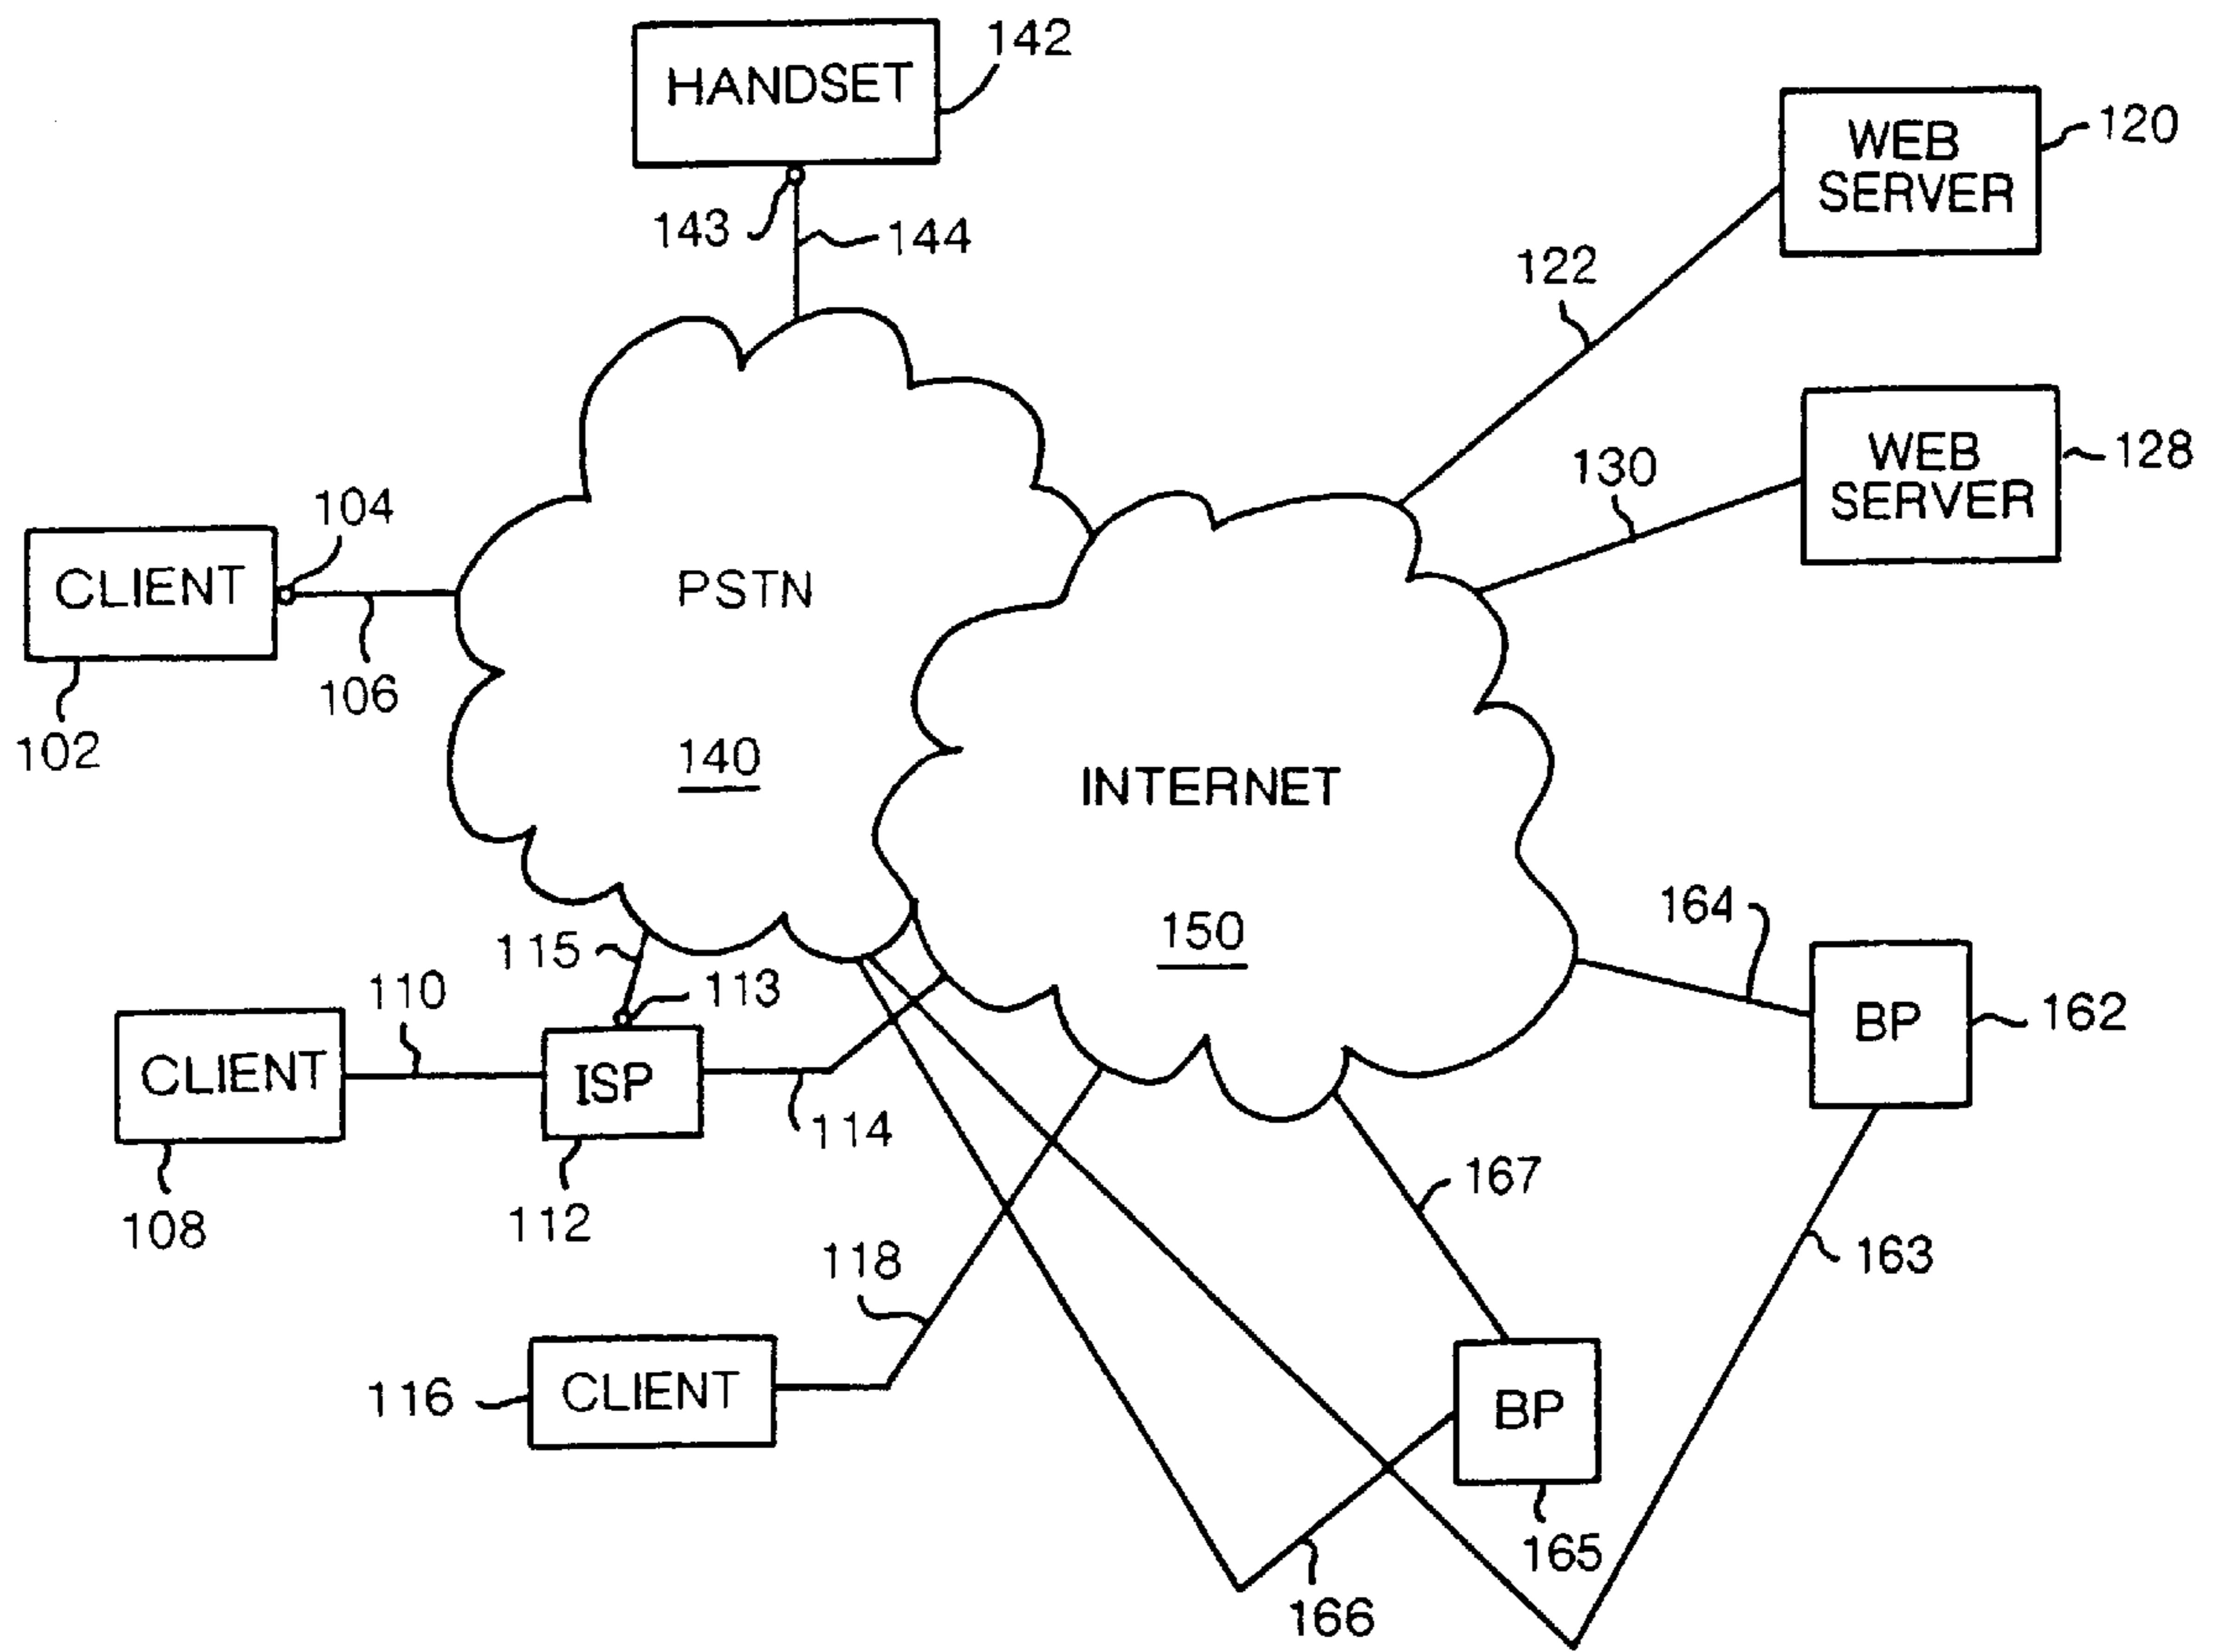 HANDSET
142
143
144
WEB
SERVER
120
122
WEB
SERVER
128
130
CLIENT
104
106
102
PSTN
140
INTERNET
150
115
113
110
CLIENT
108
ISP
112
114
164
BP
162
163
167
118
CLIENT
116
BP
165
166